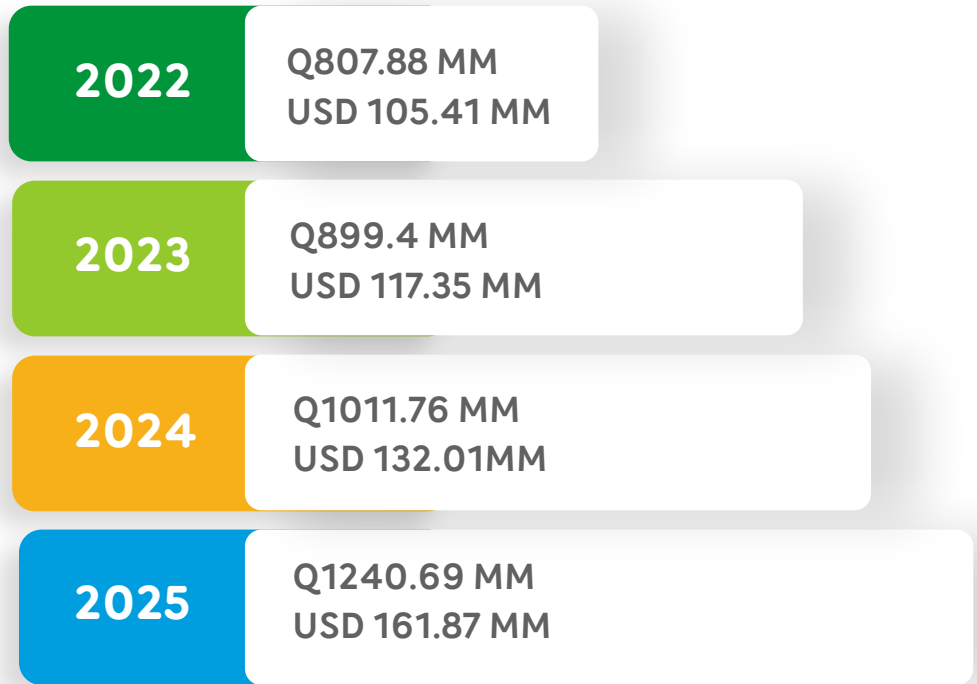 2022
Q807.88 MM
USD 105.41 MM
2023
Q899.4 MM
USD 117.35 MM
2024
Q1011.76 MM
USD 132.01MM
2025
Q1240.69 MM
USD 161.87 MM